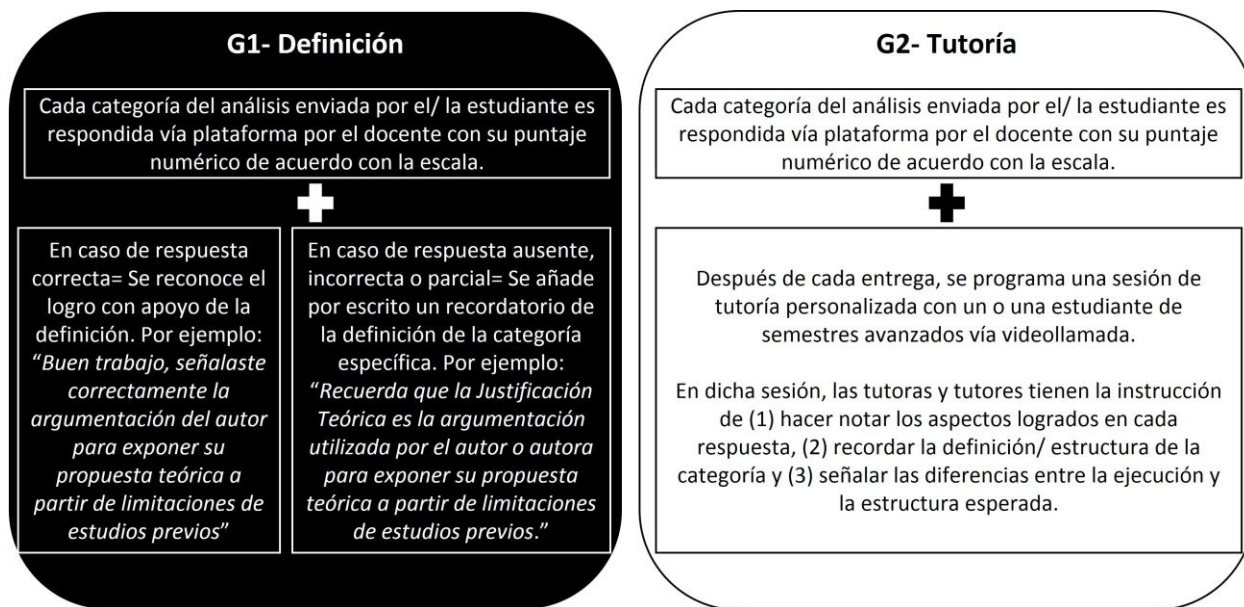 G1- Definición
Cada categoría del análisis enviada por el/ la estudiante es
respondida vía plataforma por el docente con su puntaje
numérico de acuerdo con la escala.
En caso de respuesta
correcta= Se reconoce el
logro con apoyo de la
definición. Por ejemplo:
“Buen trabajo, señalaste
correctamente la
argumentación del autor
para exponer su
propuesta teórica a
partir de limitaciones de
estudios previos”
En caso de respuesta ausente,
incorrecta o parcial= Se añade
por escrito un recordatorio de
la definición de la categoría
específica. Por ejemplo:
“Recuerda que la Justificación
Teórica es la argumentación
utilizada por el autor o autora
para exponer su propuesta
teórica a partir de limitaciones
de estudios previos.”
G2- Tutoría
Cada categoría del análisis enviada por el/ la estudiante es
respondida vía plataforma por el docente con su puntaje
numérico de acuerdo con la escala.
Después de cada entrega, se programa una sesión de
tutoría personalizada con un o una estudiante de
semestres avanzados vía videollamada.
En dicha sesión, las tutoras y tutores tienen la instrucción
de (1) hacer notar los aspectos logrados en cada
respuesta, (2) recordar la definición/ estructura de la
categoría y (3) señalar las diferencias entre la ejecución y
la estructura esperada.